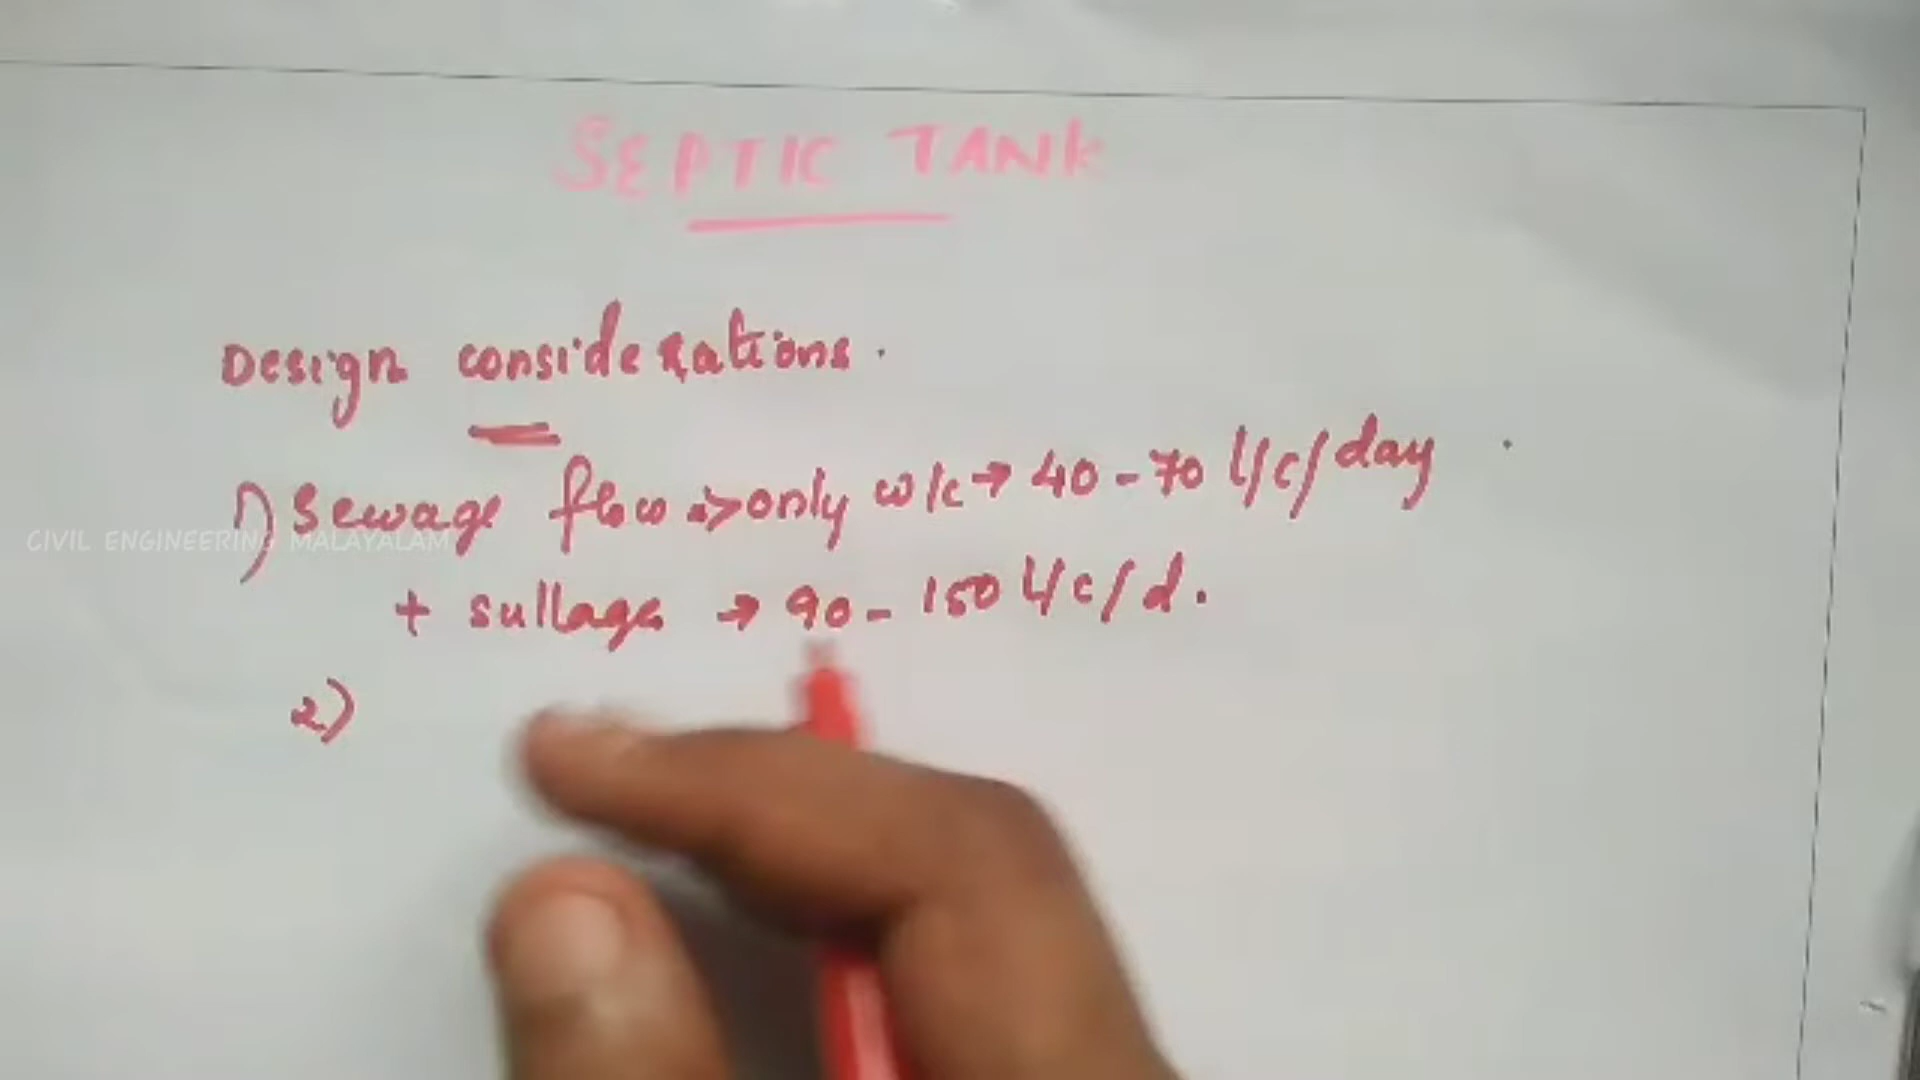 SEPTIC TANK
Design considerations.
1) Sewage flow => only w/c → 40-70 l/c/day
CIVIL ENGINEERING MALAYALAM
+ sullage → 90-150 l/c/d.
2)